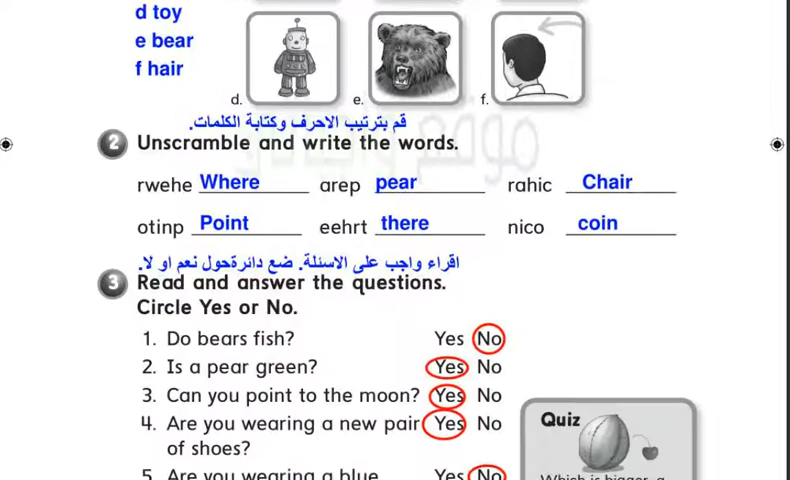 d toy
e bear
f hair
d.
e.
f.
قم بترتيب الاحرف وكتابة الكلمات.
2 Unscramble and write the words.
rwehe Where arep pear rahic Chair
otinp Point eehrt there nico coin
اقراء واجب على الاسئلة. ضع دائرةحول نعم او لا.
3 Read and answer the questions.
Circle Yes or No.
1. Do bears fish? Yes No
2. Is a pear green? Yes No
3. Can you point to the moon? Yes No
4. Are you wearing a new pair Yes No
of shoes?
5. Are you wearing a blue Yes No
Quiz
Which is bigger, a